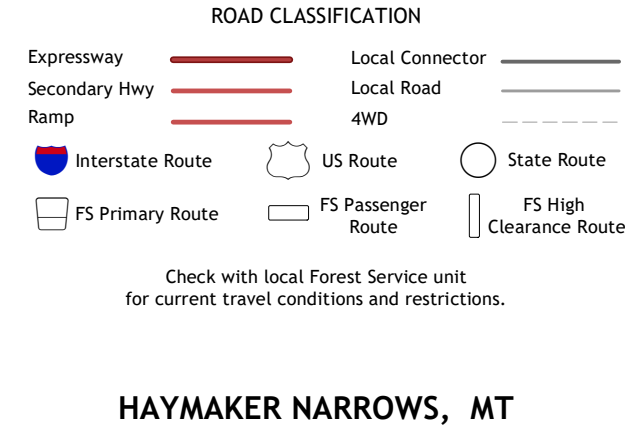 ROAD CLASSIFICATION
Expressway
Local Connector
Secondary Hwy
Local Road
Ramp
4WD
Interstate Route
US Route
State Route
FS Primary Route
FS Passenger
Route
FS High
Clearance Route
Check with local Forest Service unit
for current travel conditions and restrictions.
HAYMAKER NARROWS, MT